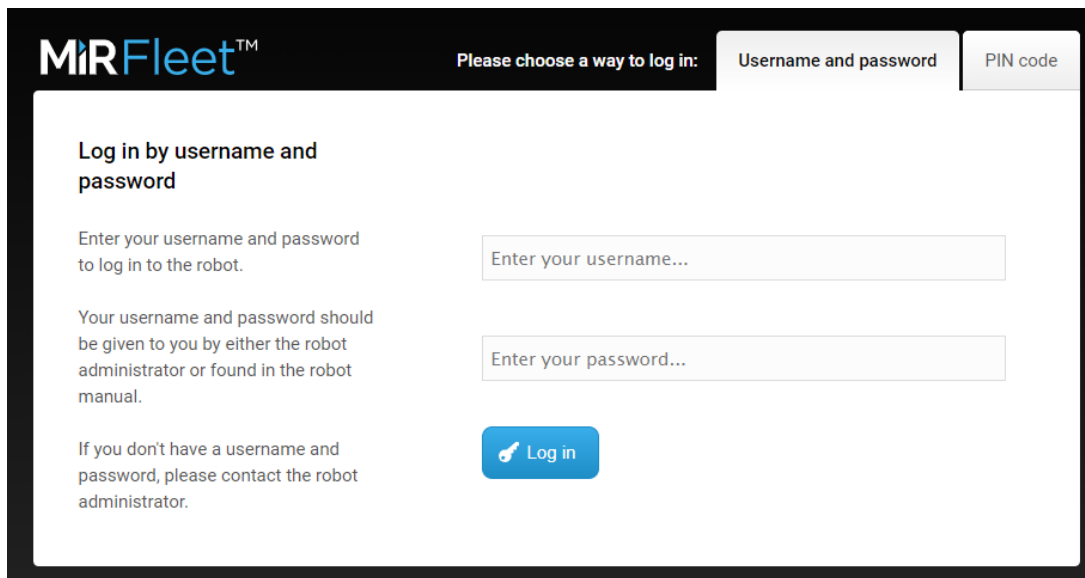 MiRFleet™
Please choose a way to log in:
Username and password
PIN code
Log in by username and
password
Enter your username and password
to log in to the robot.
Enter your username...
Your username and password should
be given to you by either the robot
administrator or found in the robot
manual.
Enter your password...
If you don't have a username and
password, please contact the robot
administrator.
Log in